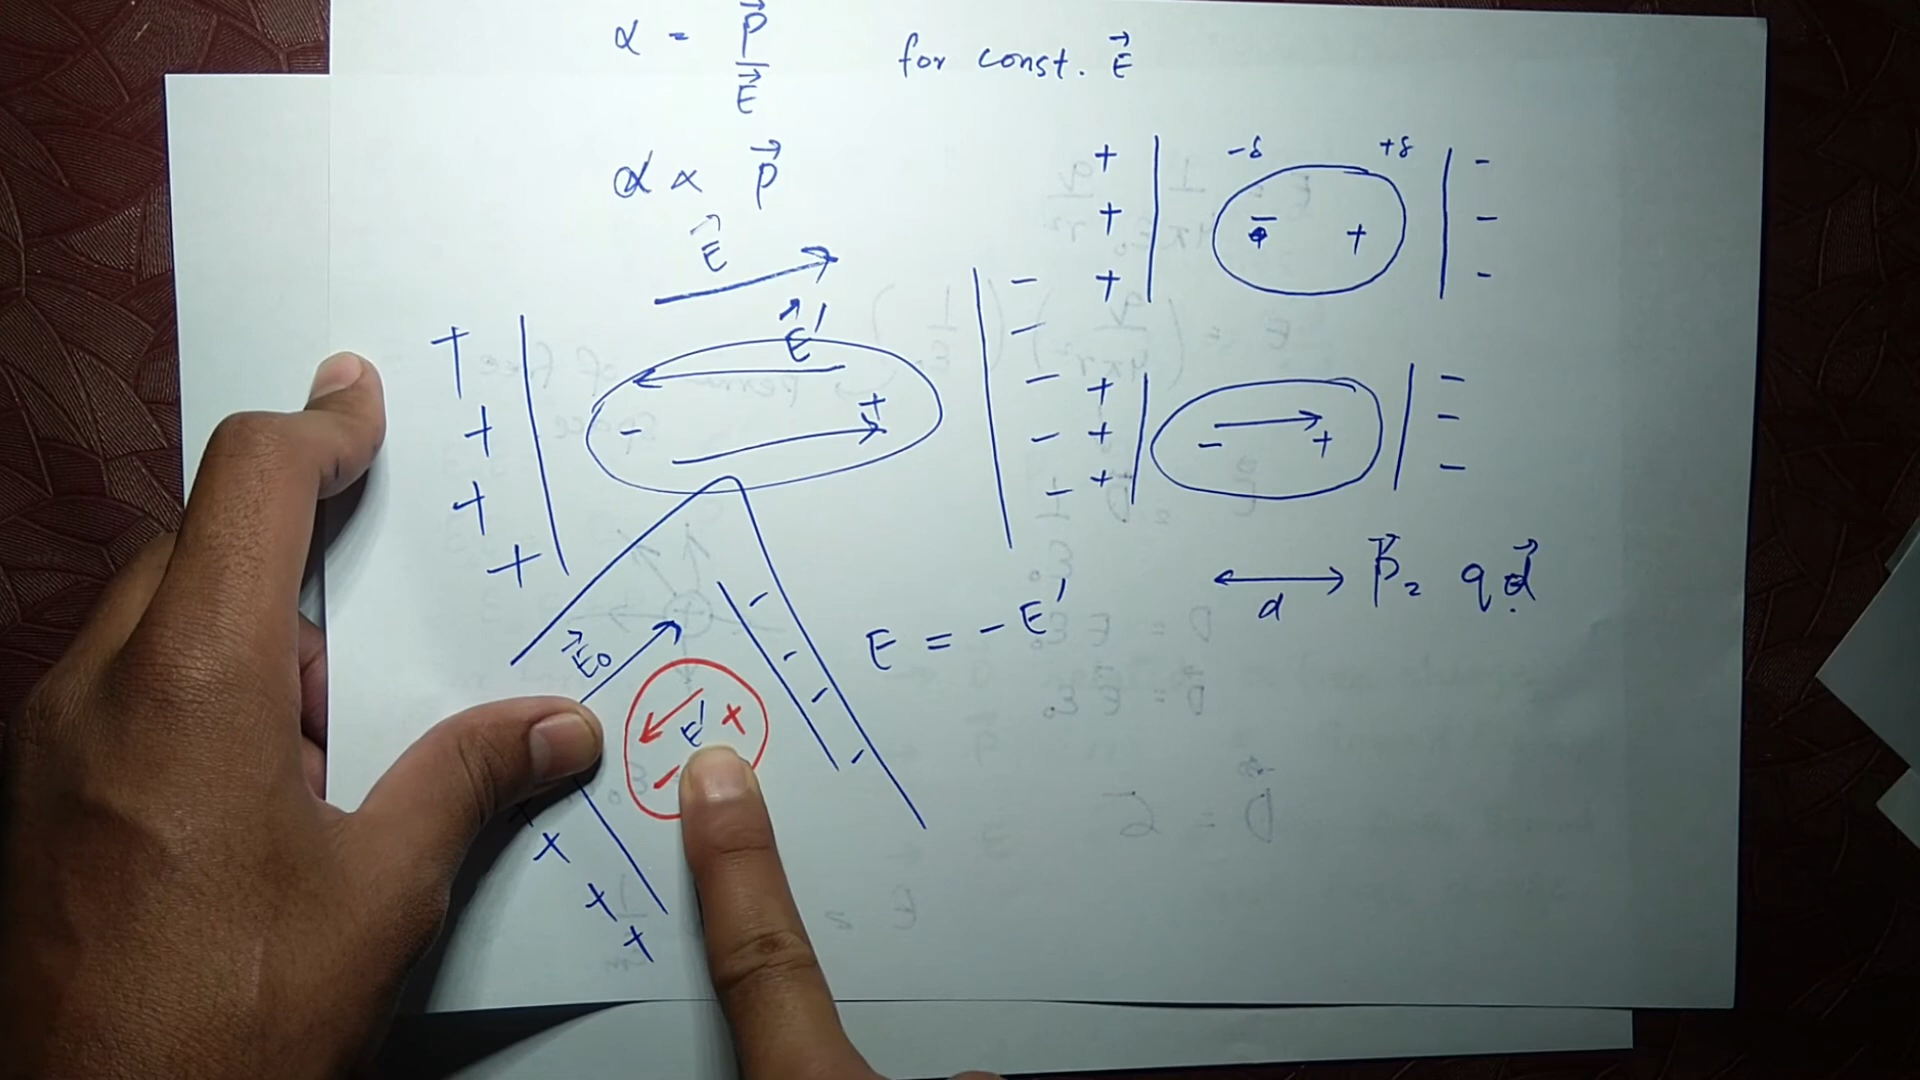 α = P⃗ / E⃗ for const. E⃗
α ∝ P⃗
E⃗
E⃗'
+ + + +
- - - - -
- +
-δ +δ
+ + +
- - -
- +
+ + +
- - -
- +
d
P⃗ = q d⃗
E = - E'
E⃗₀
E'
+ -
- - - -
+ + +